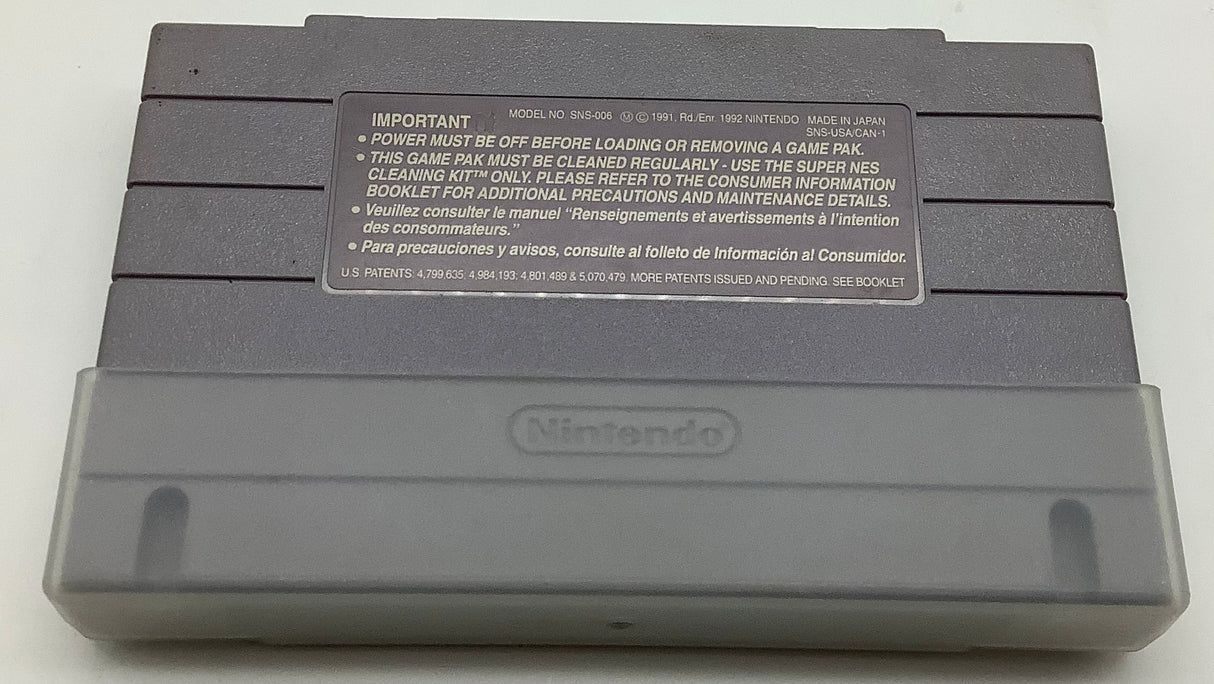 IMPORTANT MODEL NO. SNS-006 Ⓜ © 1991, Rd./Enr. 1992 NINTENDO MADE IN JAPAN
SNS-USA/CAN-1
• POWER MUST BE OFF BEFORE LOADING OR REMOVING A GAME PAK.
• THIS GAME PAK MUST BE CLEANED REGULARLY - USE THE SUPER NES
CLEANING KIT™ ONLY. PLEASE REFER TO THE CONSUMER INFORMATION
BOOKLET FOR ADDITIONAL PRECAUTIONS AND MAINTENANCE DETAILS.
• Veuillez consulter le manuel “Renseignements et avertissements à l'intention
des consommateurs.”
• Para precauciones y avisos, consulte al folleto de Información al Consumidor.
U.S. PATENTS: 4,799,635; 4,984,193; 4,801,489 & 5,070,479. MORE PATENTS ISSUED AND PENDING. SEE BOOKLET
Nintendo